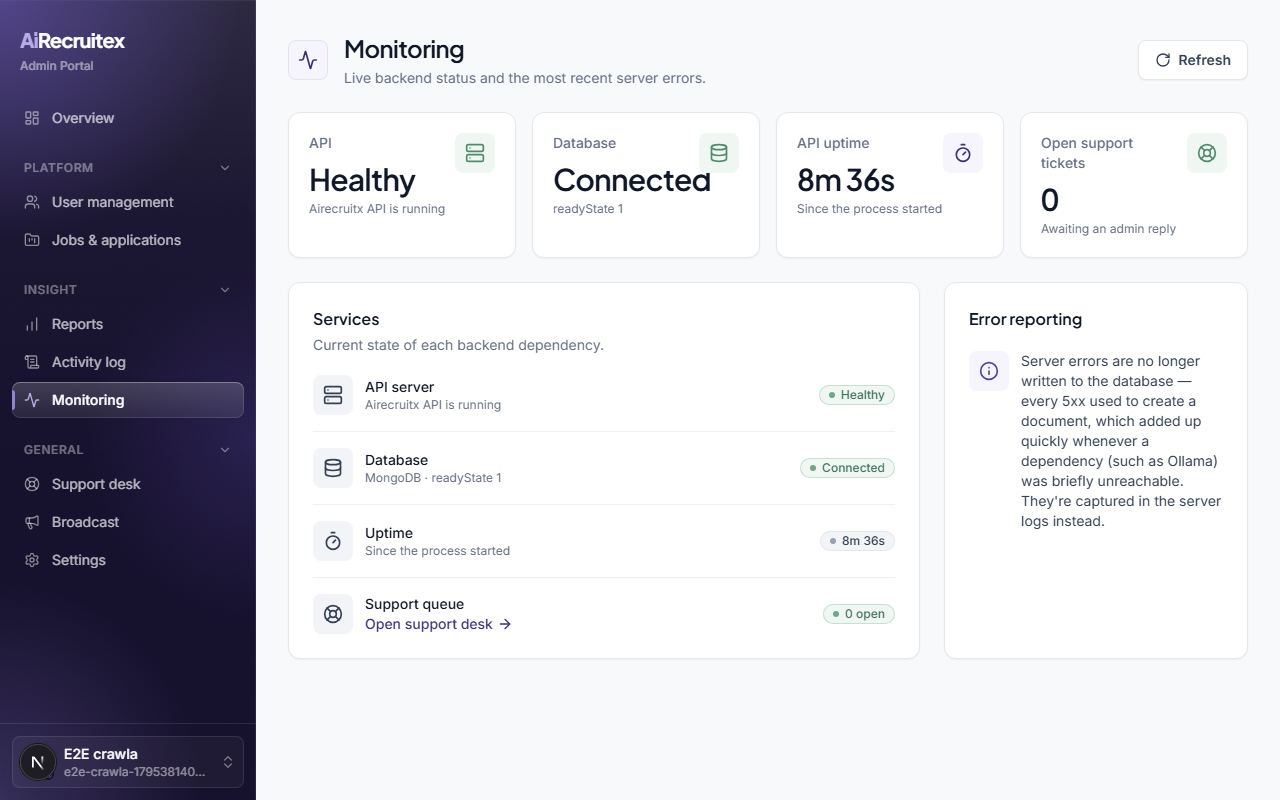 AiRecruitex
Admin Portal
Overview
PLATFORM
User management
Jobs & applications
INSIGHT
Reports
Activity log
Monitoring
GENERAL
Support desk
Broadcast
Settings
N
E2E crawla
e2e-crawla-179538140...
Monitoring
Live backend status and the most recent server errors.
Refresh
API
Healthy
Airecruitx API is running
Database
Connected
readyState 1
API uptime
8m 36s
Since the process started
Open support
tickets
0
Awaiting an admin reply
Services
Current state of each backend dependency.
API server
Airecruitx API is running
Healthy
Database
MongoDB · readyState 1
Connected
Uptime
Since the process started
8m 36s
Support queue
Open support desk →
0 open
Error reporting
Server errors are no longer
written to the database —
every 5xx used to create a
document, which added up
quickly whenever a
dependency (such as Ollama)
was briefly unreachable.
They're captured in the server
logs instead.